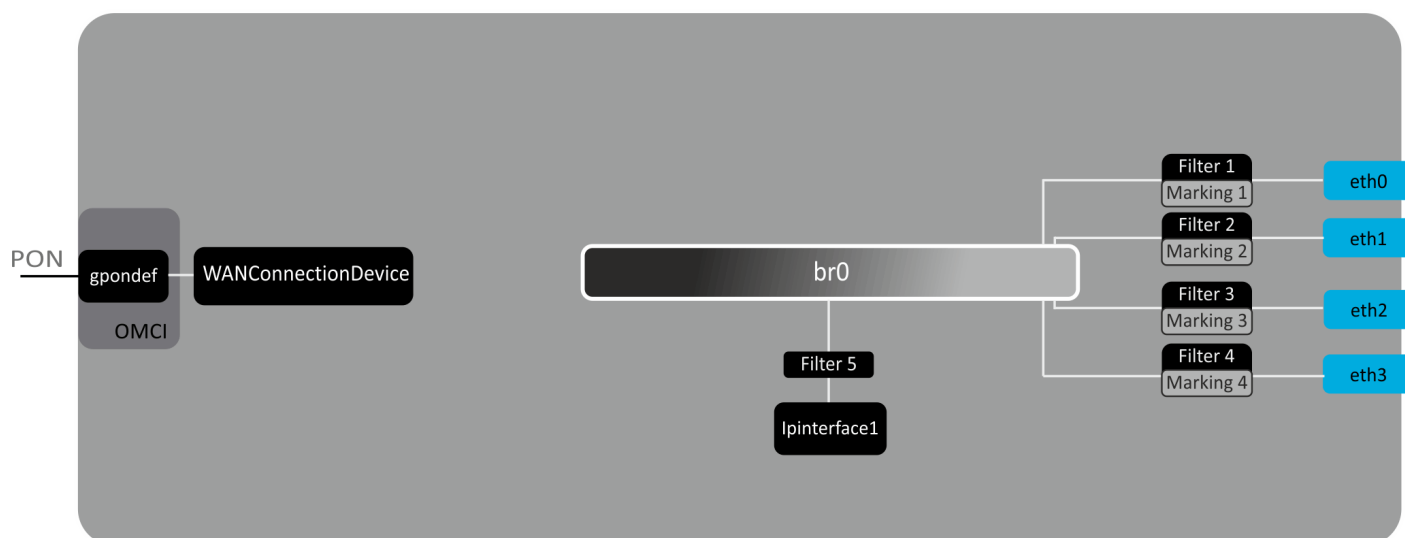 PON
gpondef
OMCI
WANConnectionDevice
br0
Filter 5
Ipinterface1
Filter 1
Marking 1
eth0
Filter 2
Marking 2
eth1
Filter 3
Marking 3
eth2
Filter 4
Marking 4
eth3